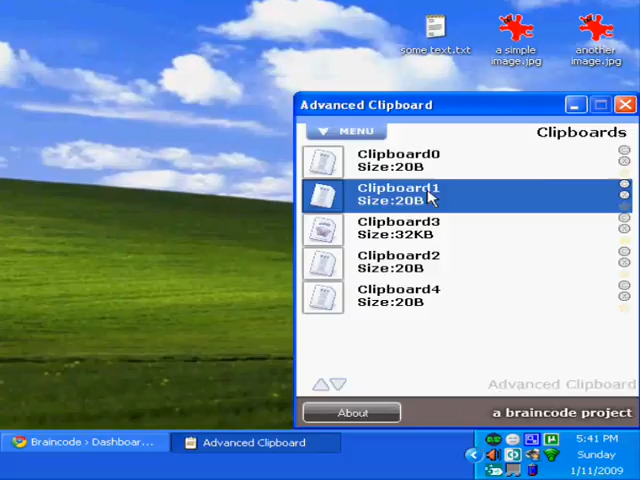 some text.txt
a simple
image.jpg
another
image.jpg
Advanced Clipboard
MENU
Clipboards
Clipboard0
Size:20B
Clipboard1
Size:20B
Clipboard3
Size:32KB
Clipboard2
Size:20B
Clipboard4
Size:20B
Advanced Clipboard
About
a braincode project
Braincode › Dashboar...
Advanced Clipboard
5:41 PM
Sunday
1/11/2009